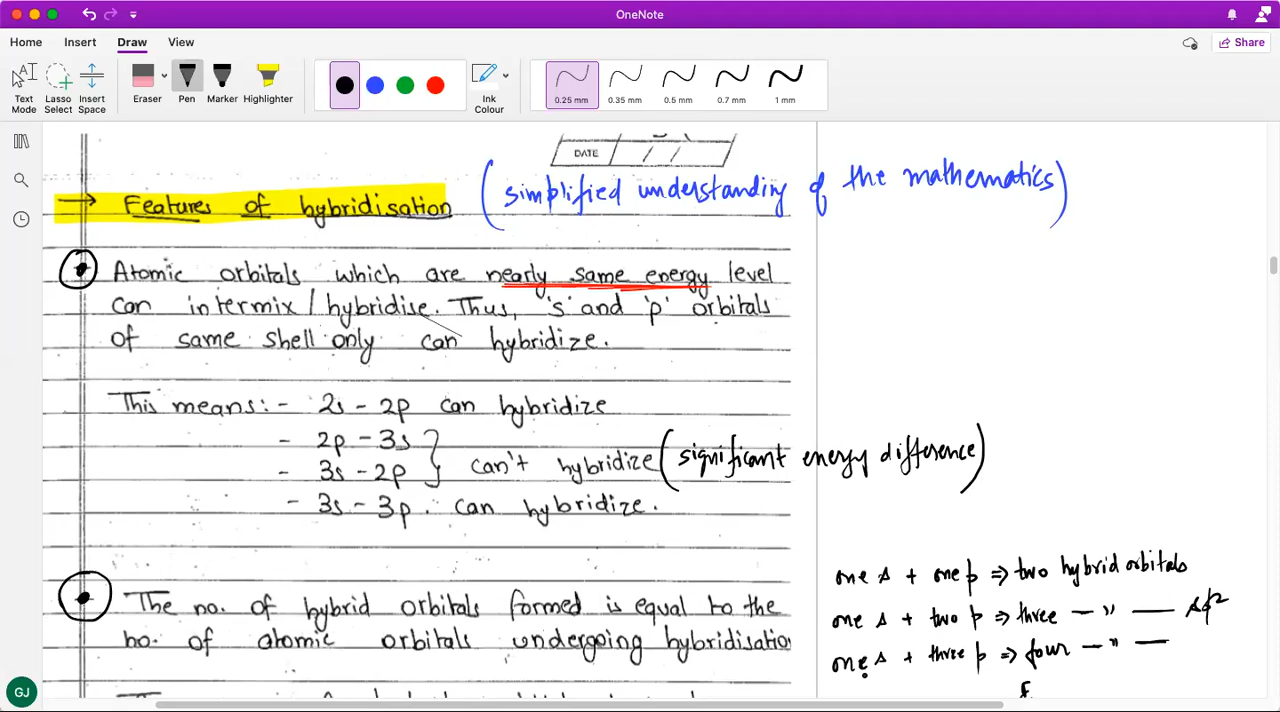 OneNote
Home Insert Draw View
Share
Text Mode
Lasso Select
Insert Space
Eraser
Pen
Marker
Highlighter
Ink Colour
0.25 mm
0.35 mm
0.5 mm
0.7 mm
1 mm
DATE
→ Features of hybridisation (simplified understanding of the mathematics)
Atomic orbitals which are nearly same energy level
can intermix / hybridise. Thus, 's' and 'p' orbitals
of same shell only can hybridize.
This means:- 2s - 2p can hybridize
- 2p - 3s
- 3s - 2p } can't hybridize (significant energy difference)
- 3s - 3p. can hybridize.
one s + one p ⇒ two hybrid orbitals
The no. of hybrid orbitals formed is equal to the
one s + two p ⇒ three — " — sp²
no. of atomic orbitals undergoing hybridisatio
one s + three p ⇒ four — " —
GJ